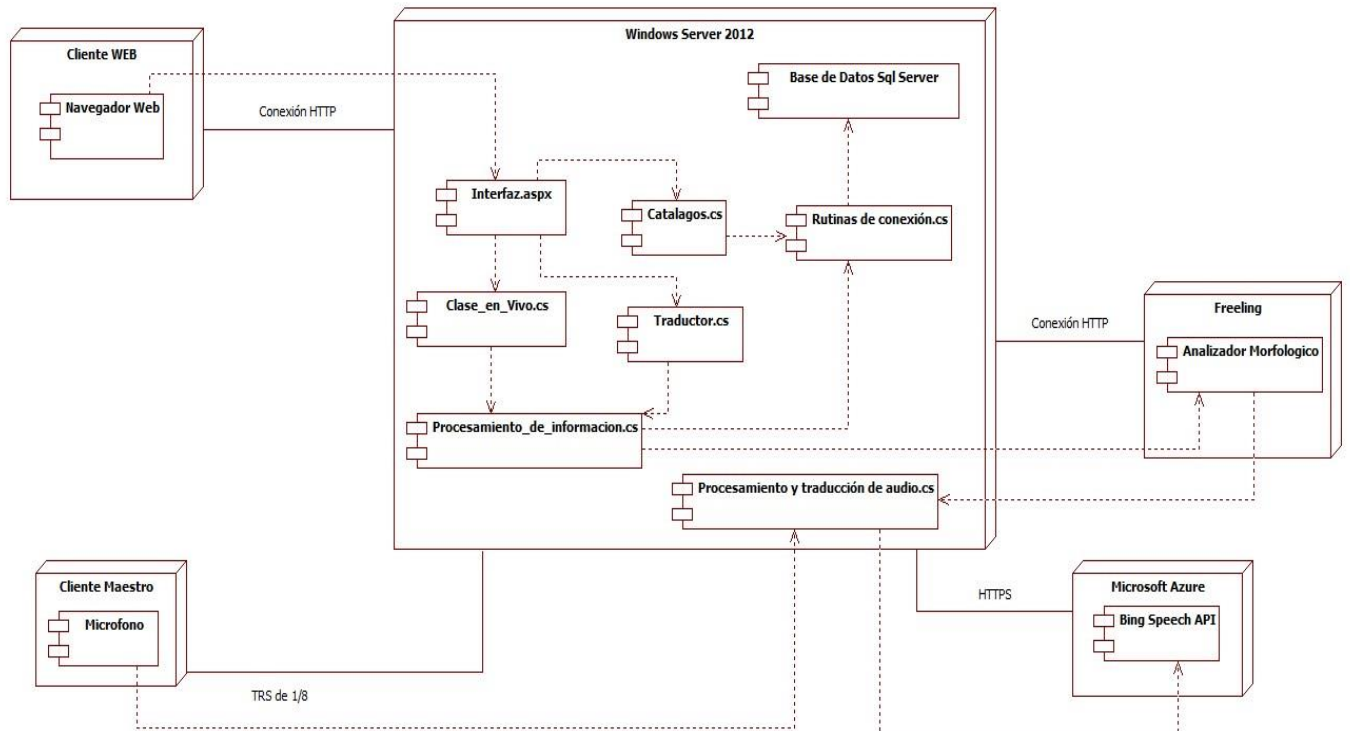 Windows Server 2012
Cliente WEB
Navegador Web
Conexión HTTP
Base de Datos Sql Server
Interfaz.aspx
Catalagos.cs
Rutinas de conexión.cs
Clase_en_Vivo.cs
Traductor.cs
Conexión HTTP
Freeling
Analizador Morfologico
Procesamiento_de_informacion.cs
Procesamiento y traducción de audio.cs
Cliente Maestro
Microfono
TRS de 1/8
HTTPS
Microsoft Azure
Bing Speech API